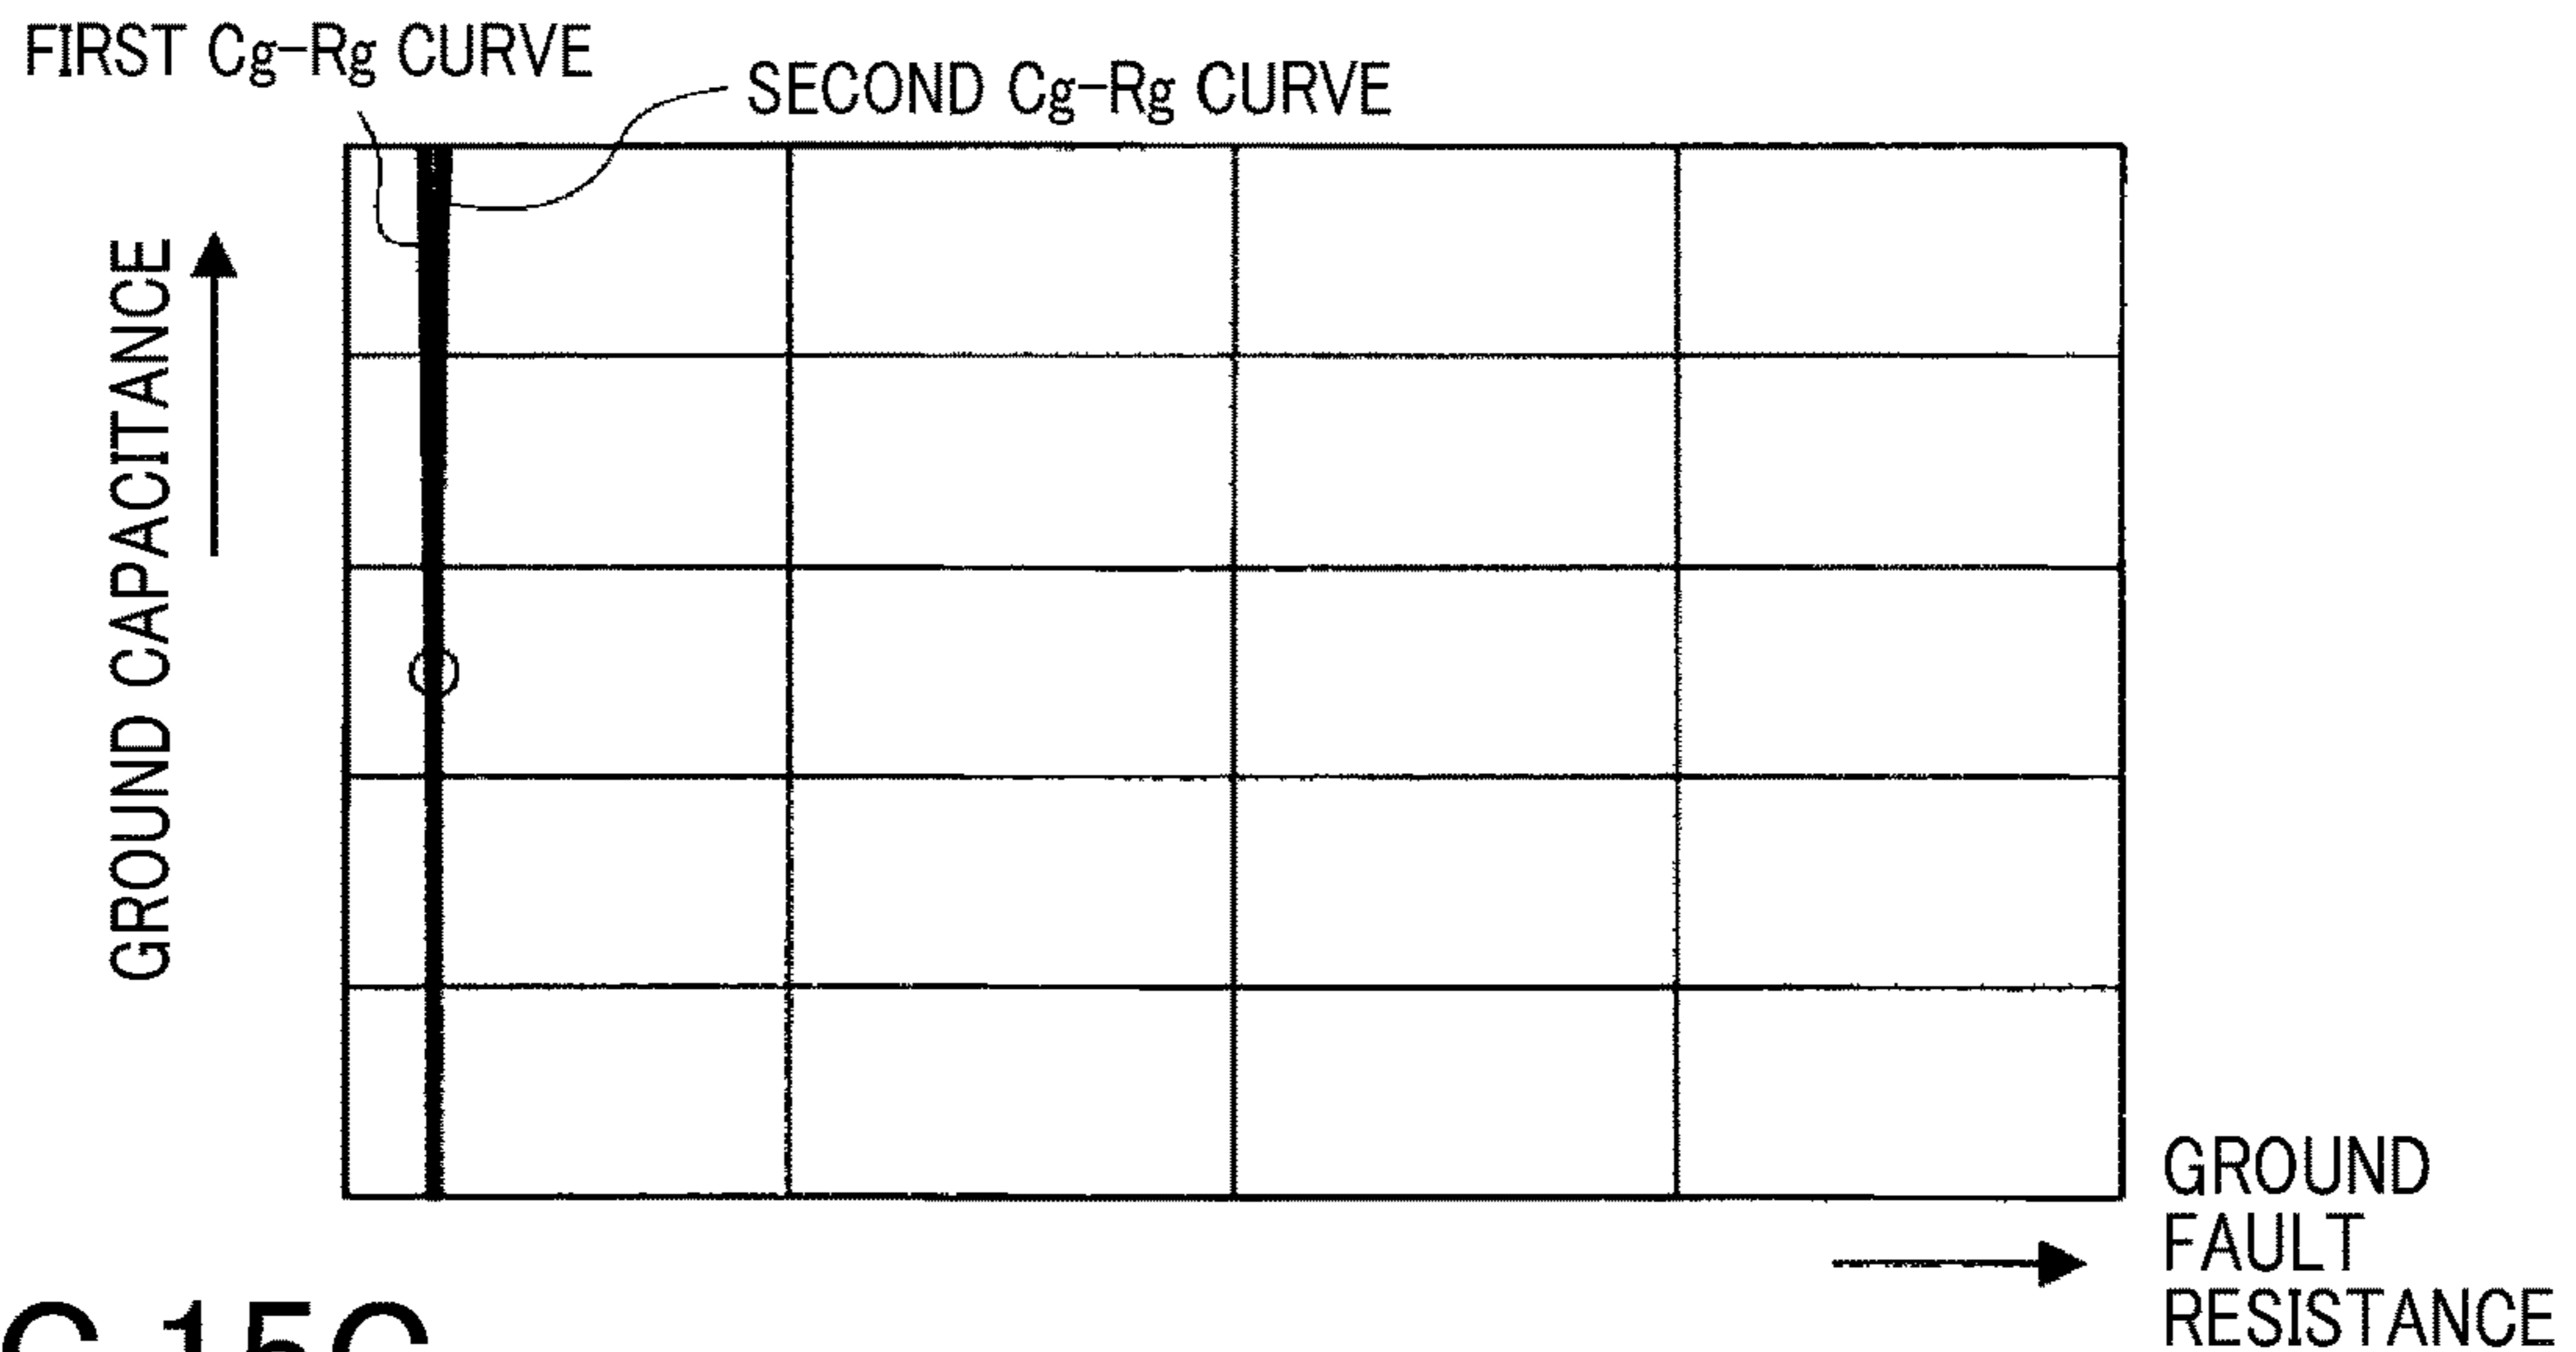 FIRST Cg-Rg CURVE
SECOND Cg-Rg CURVE
GROUND CAPACITANCE
GROUND
FAULT
RESISTANCE